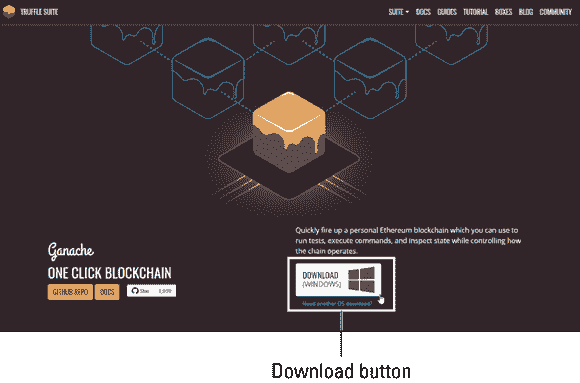 TRUFFLE SUITE
SUITE DOCS GUIDES TUTORIAL BOXES BLOG COMMUNITY
Quickly fire up a personal Ethereum blockchain which you can use to
run tests, execute commands, and inspect state while controlling how
the chain operates.
Ganache
ONE CLICK BLOCKCHAIN
GITHUB REPO DOCS Star
DOWNLOAD
(WINDOWS)
Need another OS download?
Download button